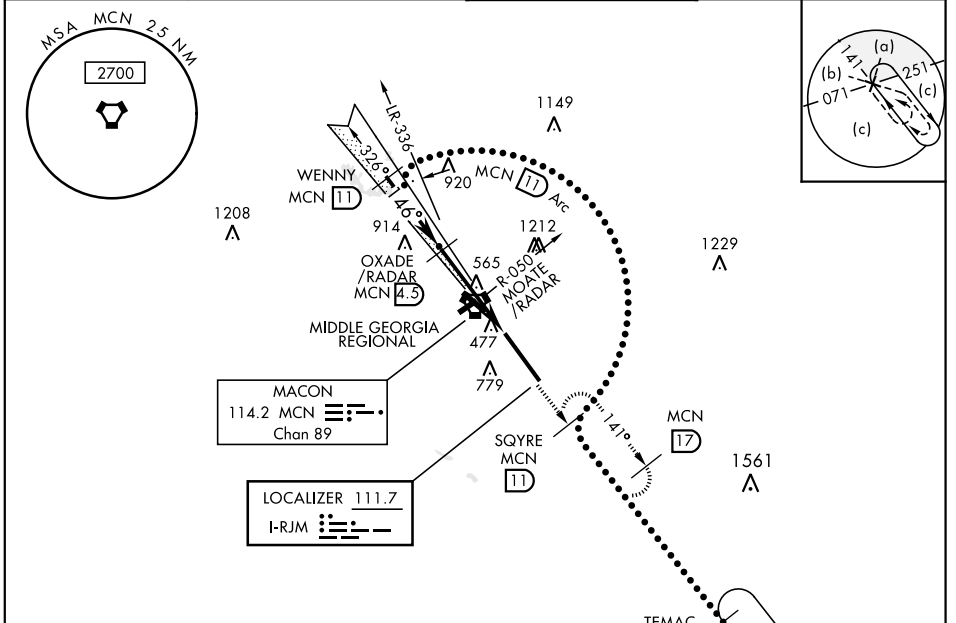 MSA MCN 25 NM
2700
1149
LR-336
326°
920
MCN 11 Arc
WENNY
MCN 11
146°
1208
914
1212
1229
OXADE
/RADAR
MCN 4.5
565
R-050
MOATE
/RADAR
MIDDLE GEORGIA
REGIONAL
477
779
MACON
114.2 MCN
Chan 89
SQYRE
MCN
11
141°
MCN
17
1561
LOCALIZER 111.7
I-RJM
TEMAC
141
(a)
(b)
251
071
(c)
(c)